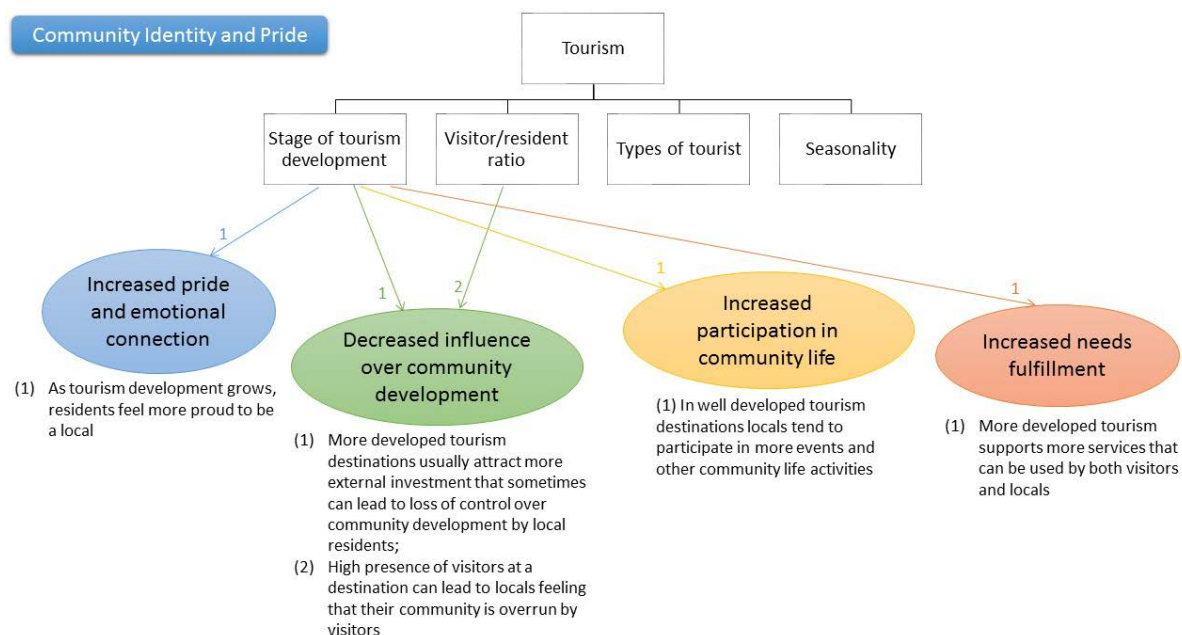 Community Identity and Pride
Tourism
Stage of tourism
development
Visitor/resident
ratio
Types of tourist
Seasonality
1
1
2
1
1
Increased pride
and emotional
connection
(1) As tourism development grows,
residents feel more proud to be
a local
Decreased influence
over community
development
(1) More developed tourism
destinations usually attract more
external investment that sometimes
can lead to loss of control over
community development by local
residents;
(2) High presence of visitors at a
destination can lead to locals feeling
that their community is overrun by
visitors
Increased
participation in
community life
(1) In well developed tourism
destinations locals tend to
participate in more events and
other community life activities
Increased needs
fulfillment
(1) More developed tourism
supports more services that
can be used by both visitors
and locals